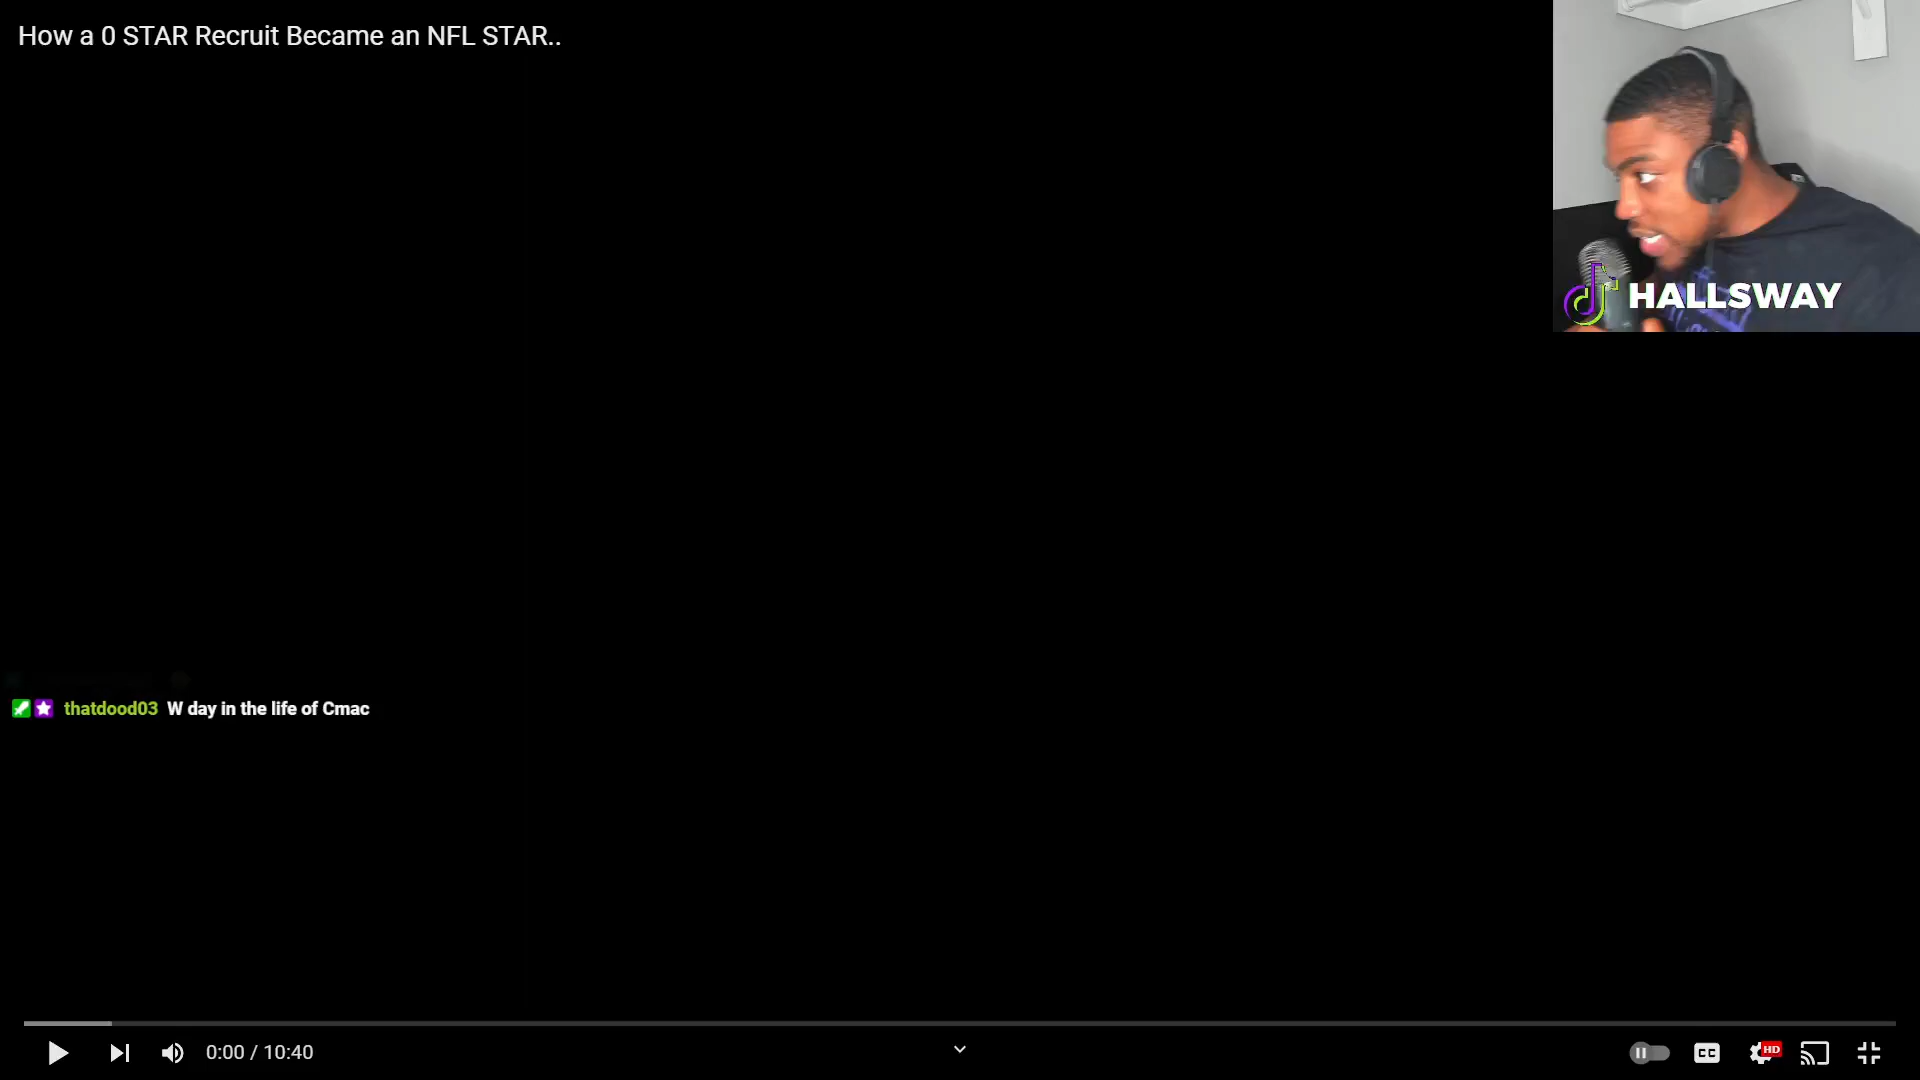 How a 0 STAR Recruit Became an NFL STAR..
HALLSWAY
thatdood03 W day in the life of Cmac
0:00 / 10:40
CC
HD